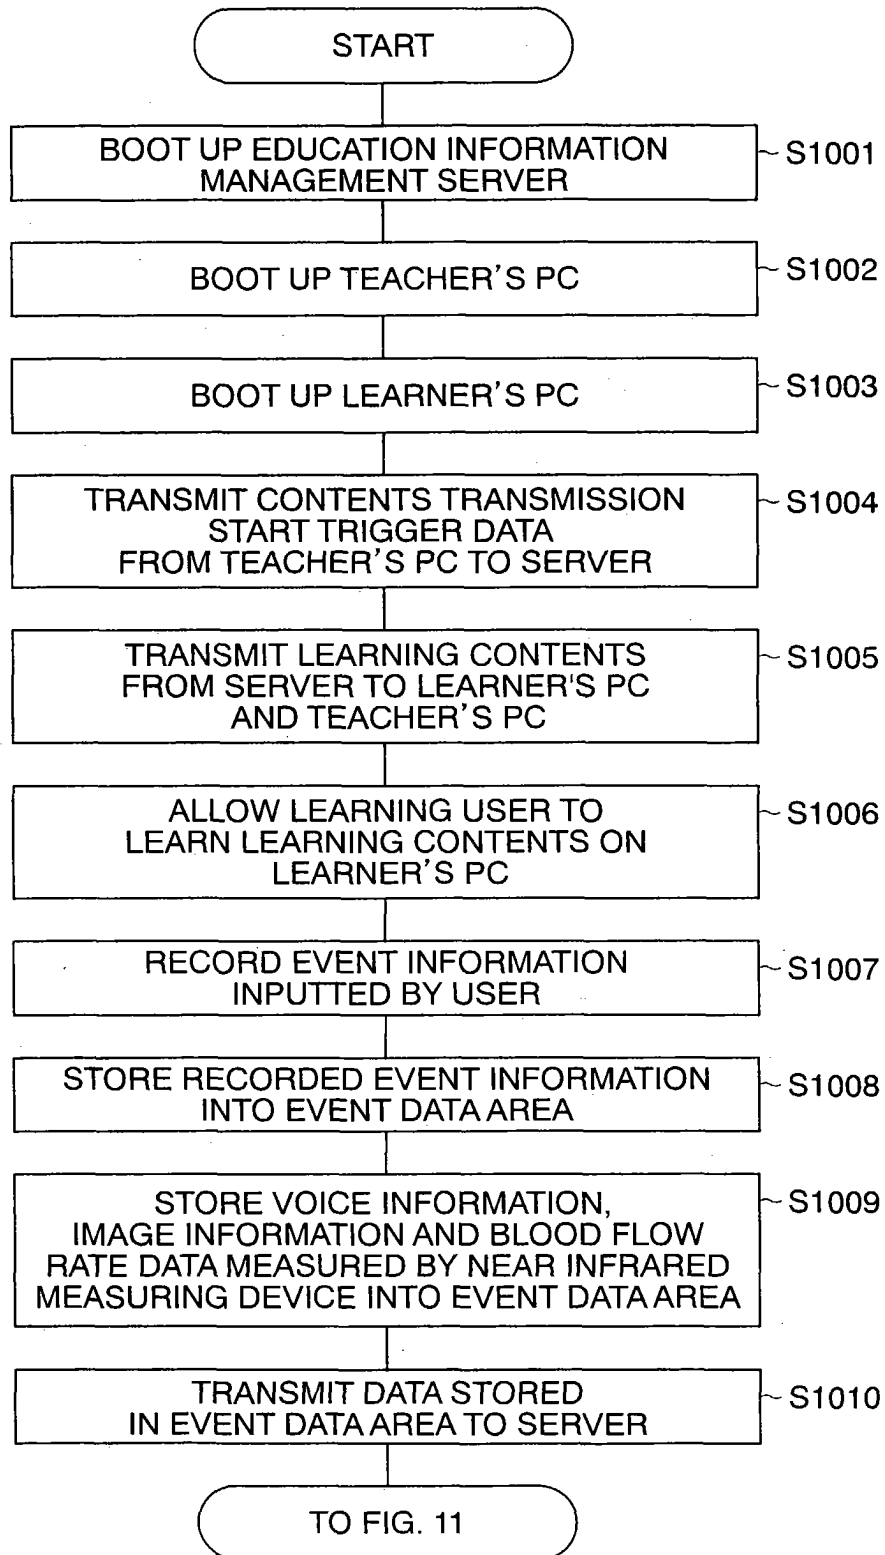 START
BOOT UP EDUCATION INFORMATION
MANAGEMENT SERVER
~ S1001
BOOT UP TEACHER'S PC
~ S1002
BOOT UP LEARNER'S PC
~ S1003
TRANSMIT CONTENTS TRANSMISSION
START TRIGGER DATA
FROM TEACHER'S PC TO SERVER
~ S1004
TRANSMIT LEARNING CONTENTS
FROM SERVER TO LEARNER'S PC
AND TEACHER'S PC
~ S1005
ALLOW LEARNING USER TO
LEARN LEARNING CONTENTS ON
LEARNER'S PC
~ S1006
RECORD EVENT INFORMATION
INPUTTED BY USER
~ S1007
STORE RECORDED EVENT INFORMATION
INTO EVENT DATA AREA
~ S1008
STORE VOICE INFORMATION,
IMAGE INFORMATION AND BLOOD FLOW
RATE DATA MEASURED BY NEAR INFRARED
MEASURING DEVICE INTO EVENT DATA AREA
~ S1009
TRANSMIT DATA STORED
IN EVENT DATA AREA TO SERVER
~ S1010
TO FIG. 11